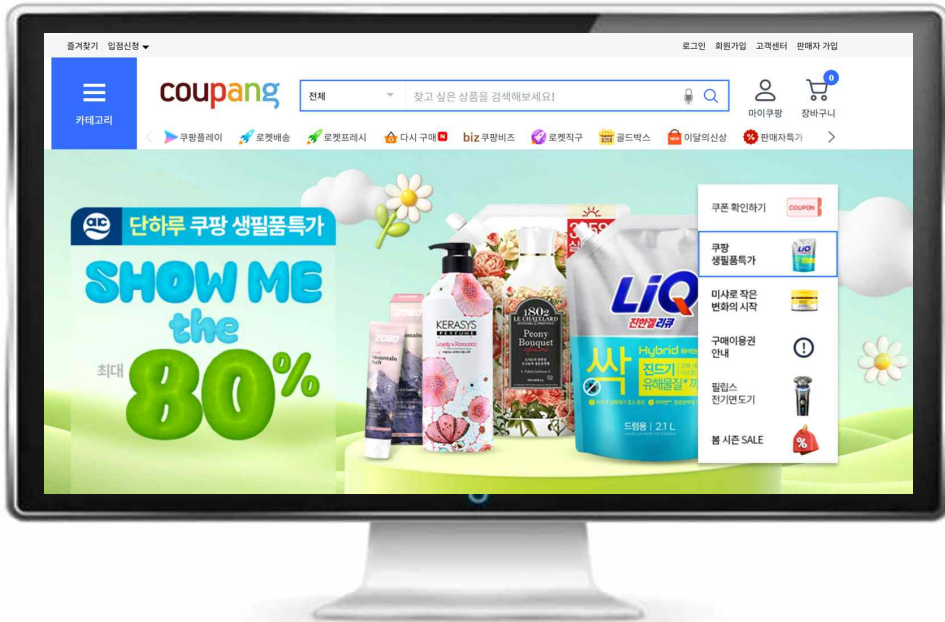 즐겨찾기 입점신청
로그인 회원가입 고객센터 판매자 가입
카테고리
coupang
전체
찾고 싶은 상품을 검색해보세요!
마이쿠팡
0
장바구니
쿠팡플레이
로켓배송
로켓프레시
다시 구매 N
biz 쿠팡비즈
로켓직구
골드박스
이달의신상
판매자특가
단하루 쿠팡 생필품특가
SHOW ME
the
최대 80%
KERASYS
PERFUME
Lovely & Romantic
1802
LE CHATELARD
Peony
Bouquet
LiQ
진한겔 리큐
싹
Hybrid
진드기
유해물질*까
드럼용 | 2.1 L
쿠폰 확인하기
COUPON
쿠팡
생필품특가
미샤로 작은
변화의 시작
구매이용권
안내
필립스
전기면도기
봄 시즌 SALE